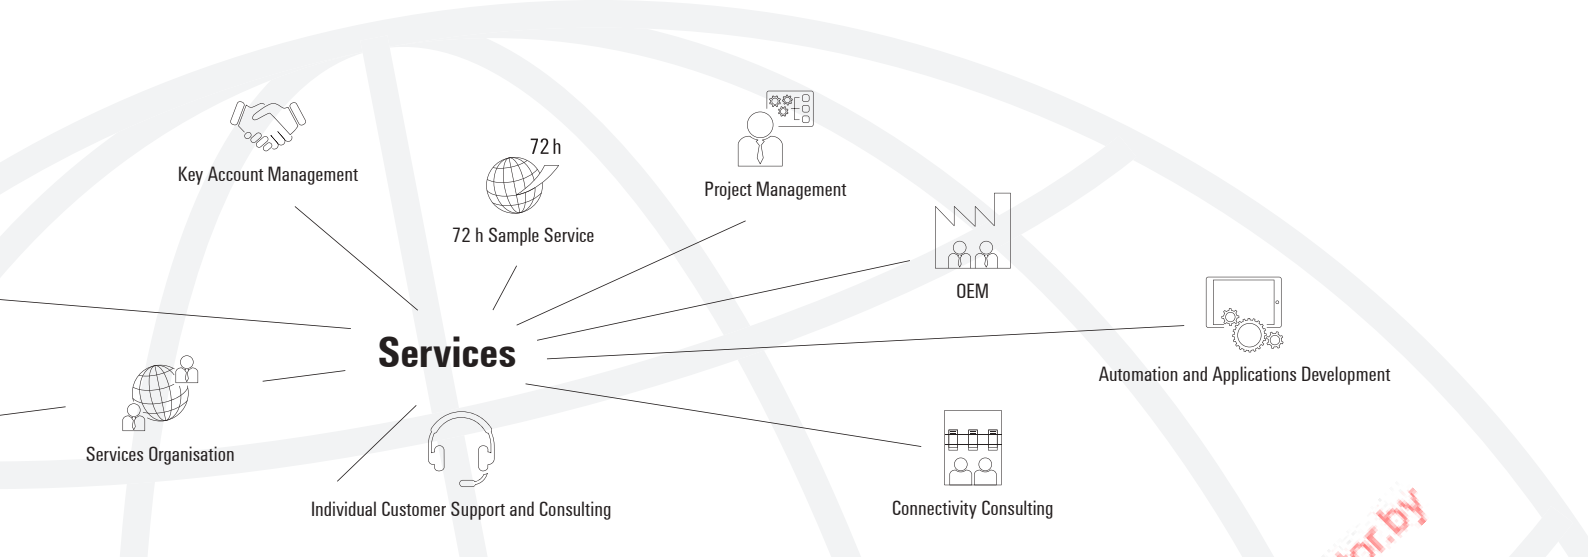 72 h
Key Account Management
Project Management
72 h Sample Service
OEM
Services
Automation and Applications Development
Services Organisation
Individual Customer Support and Consulting
Connectivity Consulting